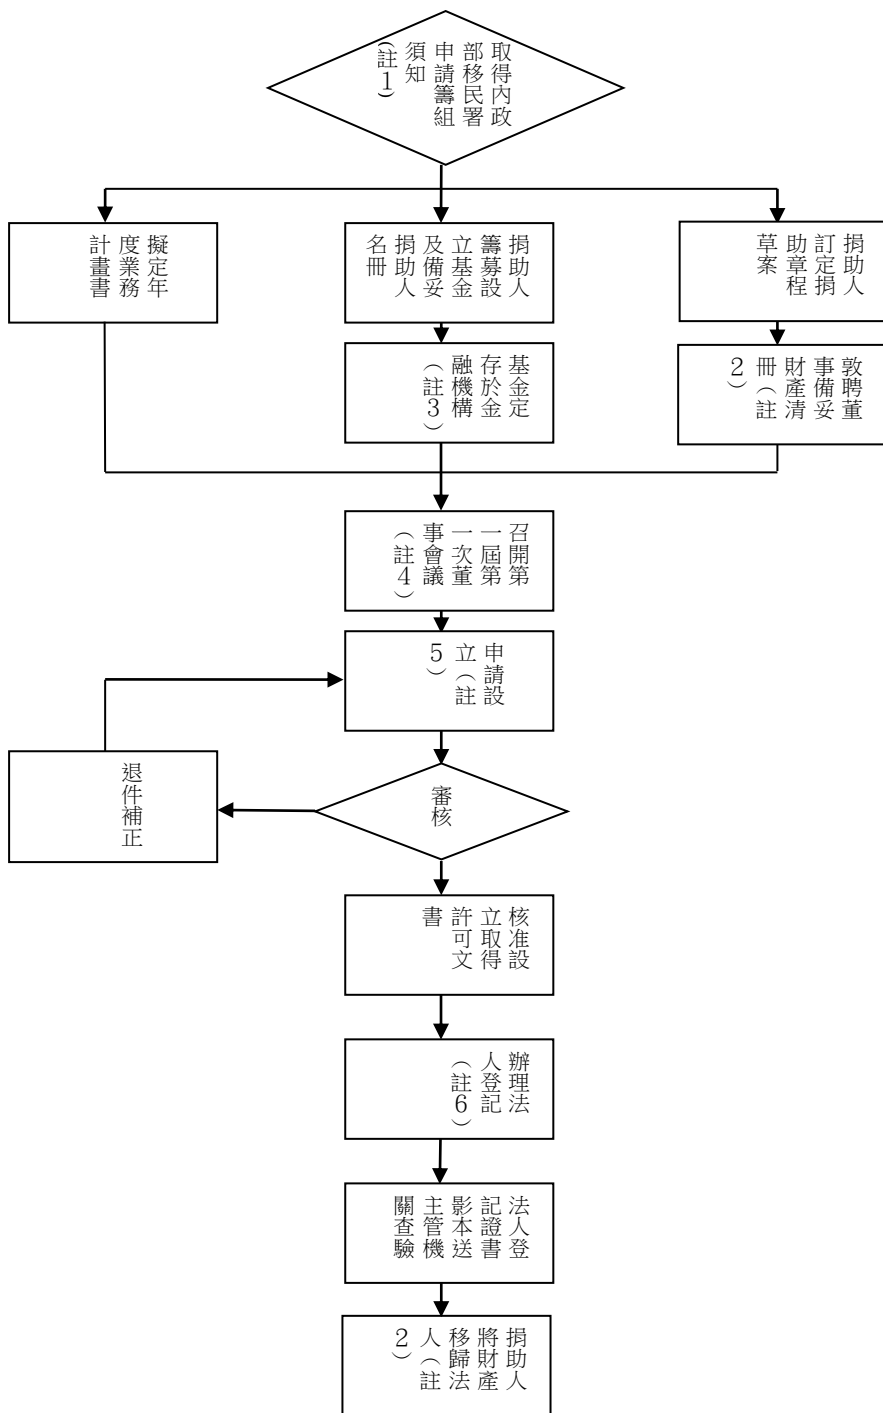 取得內政
部移民署
申請籌組
須知
(註1)
捐助人
訂定捐
助章程
草案
捐助人
籌募設
立基金
及備妥
捐助人
名冊
擬定年
度業務
計畫書
敦聘董
事備妥
財產清
冊(註
2)
基金定
存於金
融機構
(註3)
召開第
一屆第
一次董
事會議
(註4)
申請設
立(註
5)
審核
退件補正
核准設
立取得
許可文
書
辦理法
人登記
(註6)
法人登
記證書
影本送
主管機
關查驗
捐助人
將財產
移歸法
人(註
2)